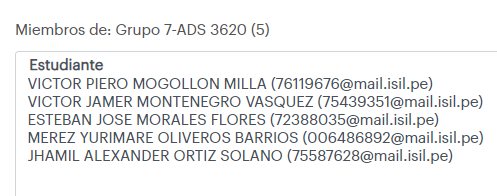 Miembros de: Grupo 7-ADS 3620 (5)
Estudiante
VICTOR PIERO MOGOLLON MILLA (76119676@mail.isil.pe)
VICTOR JAMER MONTENEGRO VASQUEZ (75439351@mail.isil.pe)
ESTEBAN JOSE MORALES FLORES (72388035@mail.isil.pe)
MEREZ YURIMARE OLIVEROS BARRIOS (006486892@mail.isil.pe)
JHAMIL ALEXANDER ORTIZ SOLANO (75587628@mail.isil.pe)